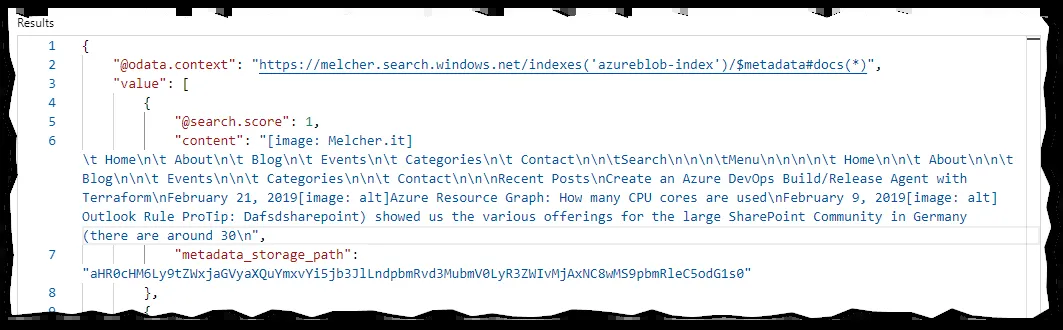 Results
1 {
2 "@odata.context": "https://melcher.search.windows.net/indexes('azureblob-index')/$metadata#docs(*)",
3 "value": [
4 {
5 "@search.score": 1,
6 "content": "[image: Melcher.it]
\t Home\n\t About\n\t Blog\n\t Events\n\t Categories\n\t Contact\n\n\tSearch\n\n\n\tMenu\n\n\n\n\t Home\n\n\t About\n\n\t
Blog\n\n\t Events\n\n\t Categories\n\n\t Contact\n\n\nRecent Posts\nCreate an Azure DevOps Build/Release Agent with
Terraform\nFebruary 21, 2019[image: alt]Azure Resource Graph: How many CPU cores are used\nFebruary 9, 2019[image: alt]
Outlook Rule ProTip: Dafsdsharepoint) showed us the various offerings for the large SharePoint Community in Germany
(there are around 30\n",
7 "metadata_storage_path":
"aHR0cHM6Ly9tZWxjaGVyaXQuYmxvYi5jb3JlLndpbmRvd3MubmV0LyR3ZWIvMjAxNC8wMS9pbmRleC5odG1s0"
8 },
9 {